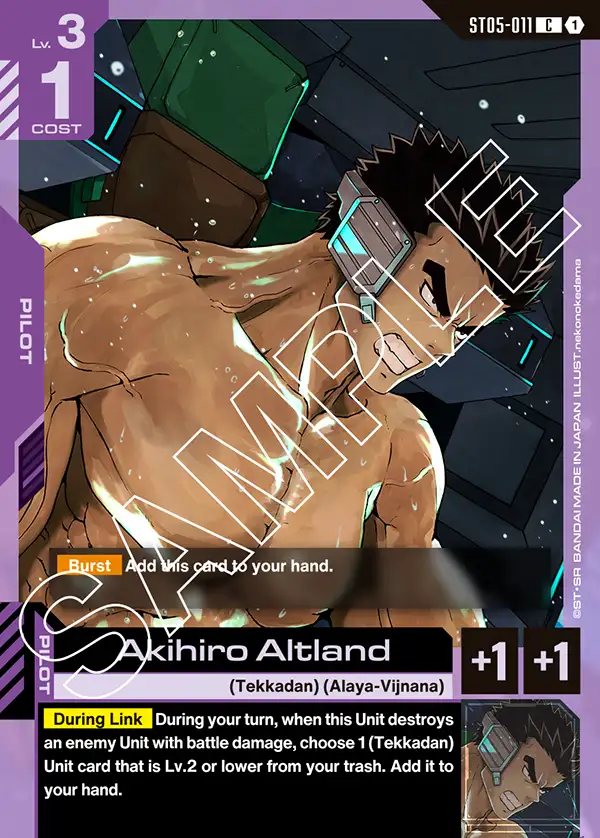 ST05-011 C 1
Lv. 3
1
COST
PILOT
SAMPLE
©ST・SR BANDAI MADE IN JAPAN ILLUST.nekonokedama
Burst Add this card to your hand.
PILOT
Akihiro Altland
+1 +1
(Tekkadan) (Alaya-Vijnana)
During Link During your turn, when this Unit destroys
an enemy Unit with battle damage, choose 1 (Tekkadan)
Unit card that is Lv.2 or lower from your trash. Add it to
your hand.